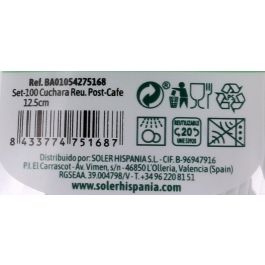 Ref. BA01054275168
Set-100 Cuchara Reu. Post-Cafe
12.5cm
PS
REUTILIZABLE
20
USOS
8 433774 751687
Distribuido por: SOLER HISPANIA S.L. - CIF. B-96947916
P.I. El Carrascot - Av. Vimen, s/n - 46850 L'Olleria, Valencia (Spain)
RGSEAA. 39.004798/V - T.+34 96 220 81 51
www.solerhispania.com